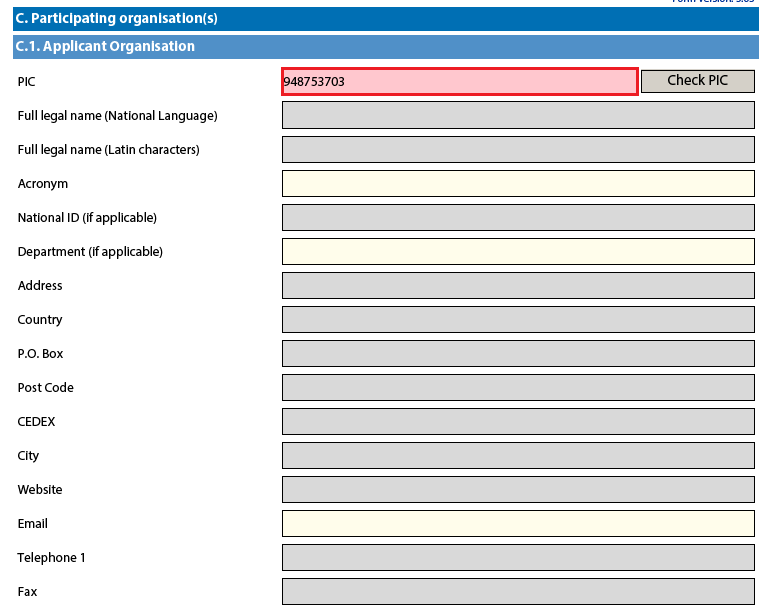 Form Version: 3.03
C. Participating organisation(s)
C.1. Applicant Organisation
PIC 948753703 Check PIC
Full legal name (National Language)
Full legal name (Latin characters)
Acronym
National ID (if applicable)
Department (if applicable)
Address
Country
P.O. Box
Post Code
CEDEX
City
Website
Email
Telephone 1
Fax